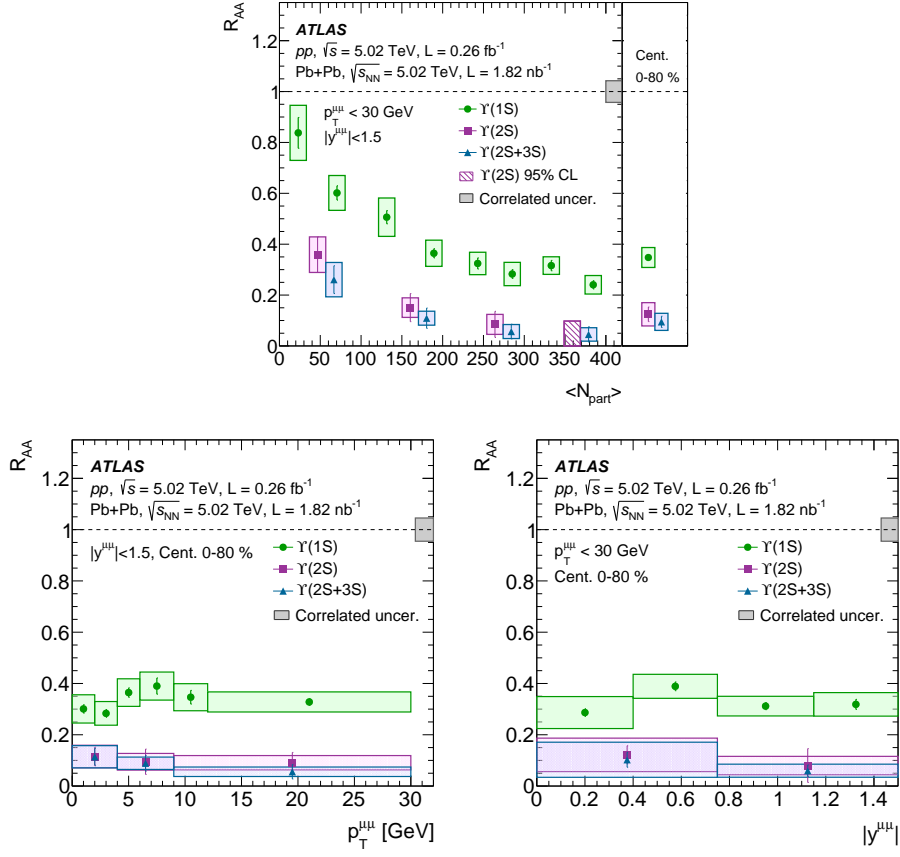 R_AA
ATLAS
pp, √s = 5.02 TeV, L = 0.26 fb⁻¹
Pb+Pb, √s_NN = 5.02 TeV, L = 1.82 nb⁻¹
Cent.
0-80 %
p_T^μμ < 30 GeV
|y^μμ|<1.5
ϒ(1S)
ϒ(2S)
ϒ(2S+3S)
ϒ(2S) 95% CL
Correlated uncer.
1.2
1
0.8
0.6
0.4
0.2
0
0 50 100 150 200 250 300 350 400
<N_part>
R_AA
ATLAS
pp, √s = 5.02 TeV, L = 0.26 fb⁻¹
Pb+Pb, √s_NN = 5.02 TeV, L = 1.82 nb⁻¹
|y^μμ|<1.5, Cent. 0-80 %
ϒ(1S)
ϒ(2S)
ϒ(2S+3S)
Correlated uncer.
1.2
1
0.8
0.6
0.4
0.2
0
0 5 10 15 20 25 30
p_T^μμ [GeV]
R_AA
ATLAS
pp, √s = 5.02 TeV, L = 0.26 fb⁻¹
Pb+Pb, √s_NN = 5.02 TeV, L = 1.82 nb⁻¹
p_T^μμ < 30 GeV
Cent. 0-80 %
ϒ(1S)
ϒ(2S)
ϒ(2S+3S)
Correlated uncer.
1.2
1
0.8
0.6
0.4
0.2
0
0 0.2 0.4 0.6 0.8 1 1.2 1.4
|y^μμ|